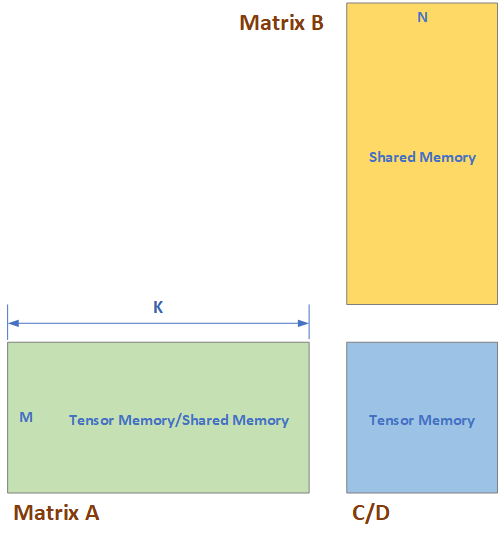 Matrix B
N
Shared Memory
K
M
Tensor Memory/Shared Memory
Tensor Memory
Matrix A
C/D